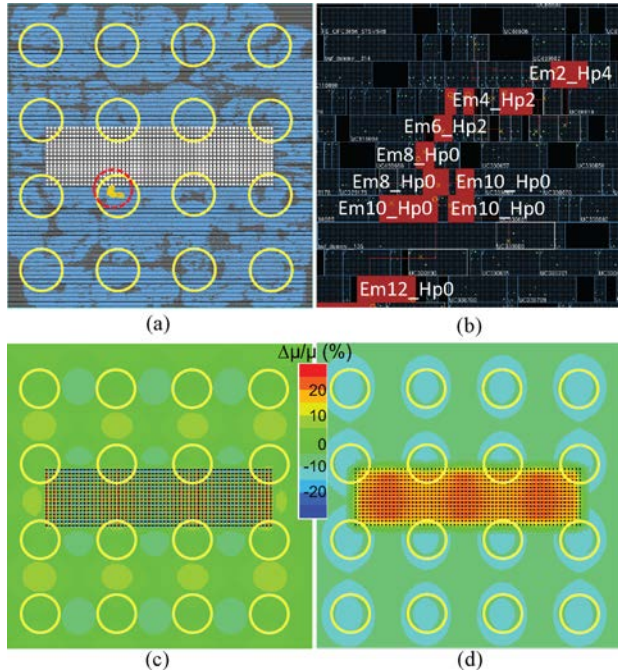 Em2_Hp4
Em4_Hp2
Em6_Hp2
Em8_Hp0
Em8_Hp0 Em10_Hp0
Em10_Hp0 Em10_Hp0
Em12_Hp0
(a) (b)
Δμ/μ (%)
20
10
0
-10
-20
(c) (d)